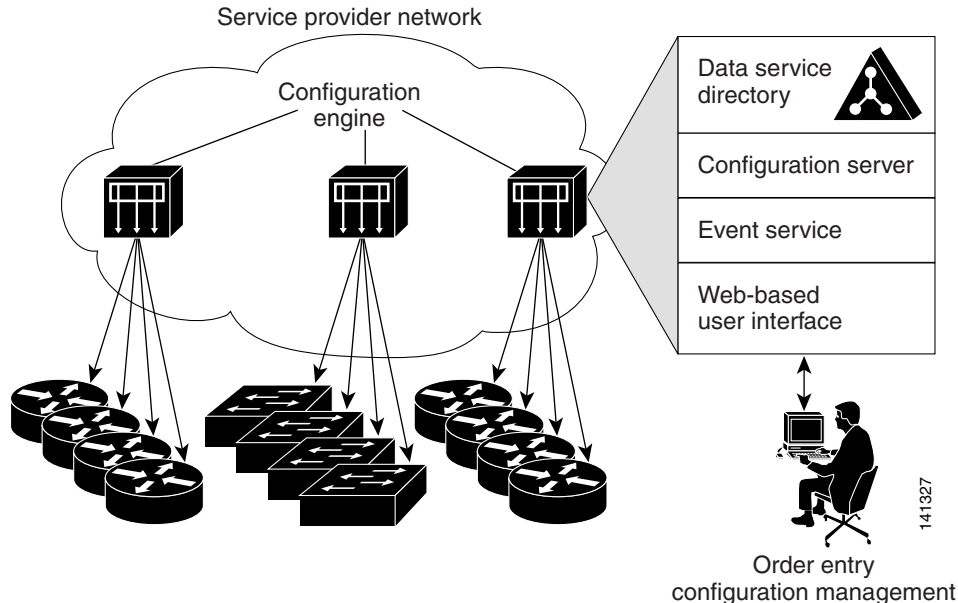 Service provider network
Configuration
engine
Data service
directory
Configuration server
Event service
Web-based
user interface
141327
Order entry
configuration management